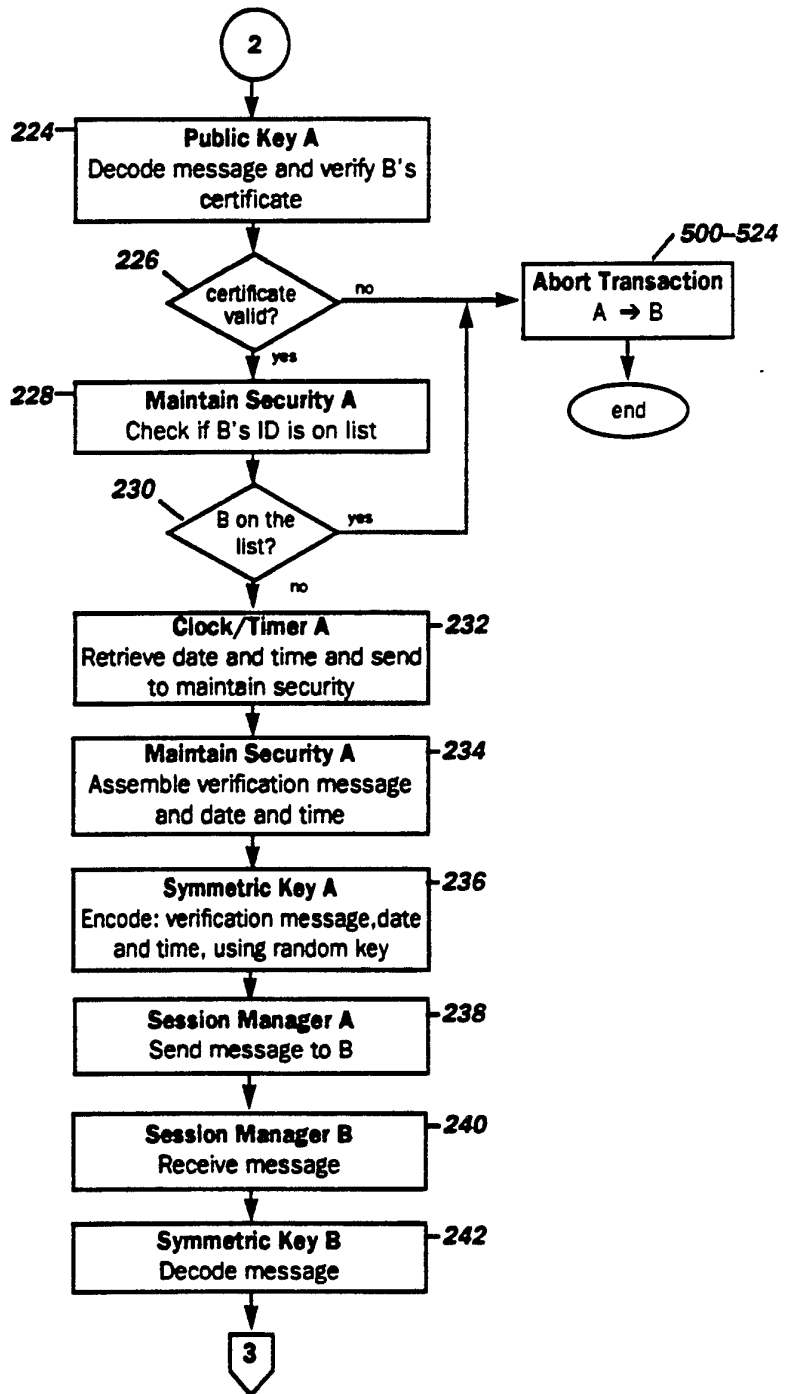 2
224
Public Key A
Decode message and verify B's
certificate
500–524
226
certificate
valid?
no
Abort Transaction
A → B
yes
end
228
Maintain Security A
Check if B's ID is on list
230
B on the
list?
yes
no
Clock/Timer A
232
Retrieve date and time and send
to maintain security
Maintain Security A
234
Assemble verification message
and date and time
Symmetric Key A
236
Encode: verification message,date
and time, using random key
Session Manager A
238
Send message to B
Session Manager B
240
Receive message
Symmetric Key B
242
Decode message
3